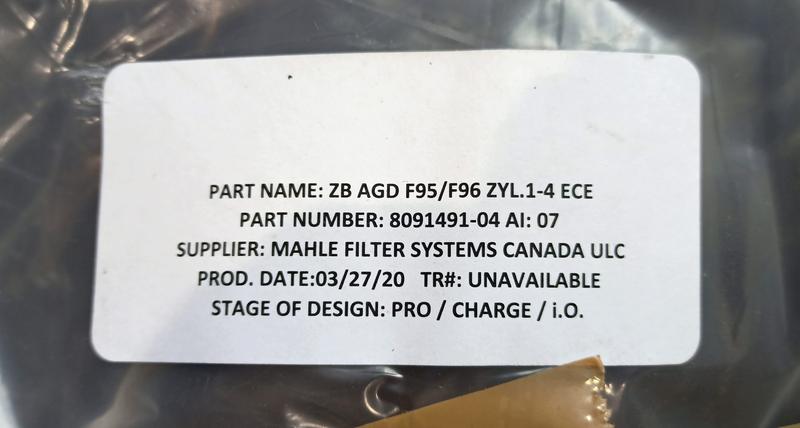 PART NAME: ZB AGD F95/F96 ZYL.1-4 ECE
PART NUMBER: 8091491-04 AI: 07
SUPPLIER: MAHLE FILTER SYSTEMS CANADA ULC
PROD. DATE:03/27/20 TR#: UNAVAILABLE
STAGE OF DESIGN: PRO / CHARGE / i.O.